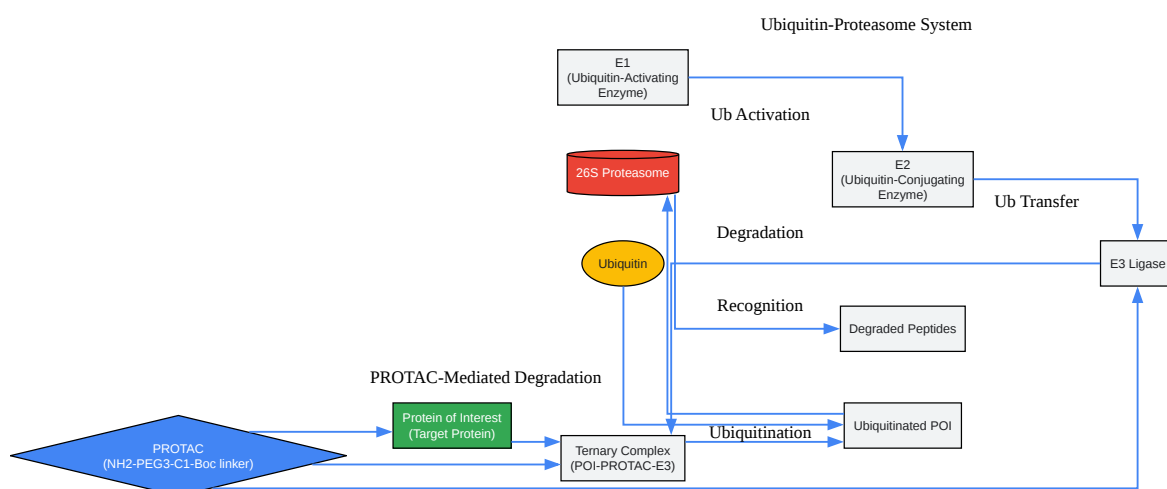 Ubiquitin-Proteasome System
E1
(Ubiquitin-Activating
Enzyme)
Ub Activation
26S Proteasome
E2
(Ubiquitin-Conjugating
Enzyme)
Ub Transfer
Degradation
Ubiquitin
E3 Ligase
Recognition
Degraded Peptides
PROTAC-Mediated Degradation
Protein of Interest
(Target Protein)
Ubiquitinated POI
Ubiquitination
PROTAC
(NH2-PEG3-C1-Boc linker)
Ternary Complex
(POI-PROTAC-E3)